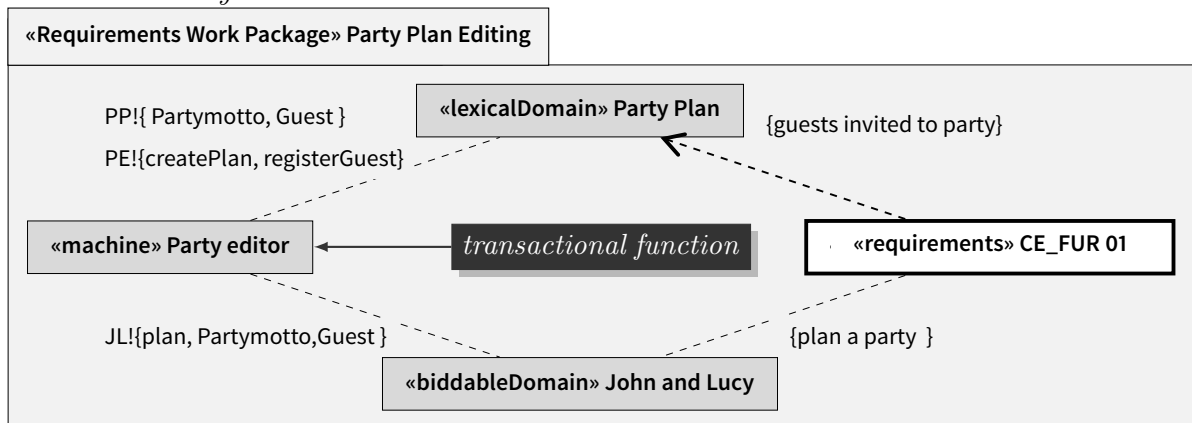 «Requirements Work Package» Party Plan Editing
PP!{ Partymotto, Guest }
«lexicalDomain» Party Plan
{guests invited to party}
PE!{createPlan, registerGuest}
«machine» Party editor
transactional function
«requirements» CE_FUR 01
JL!{plan, Partymotto,Guest }
{plan a party }
«biddableDomain» John and Lucy